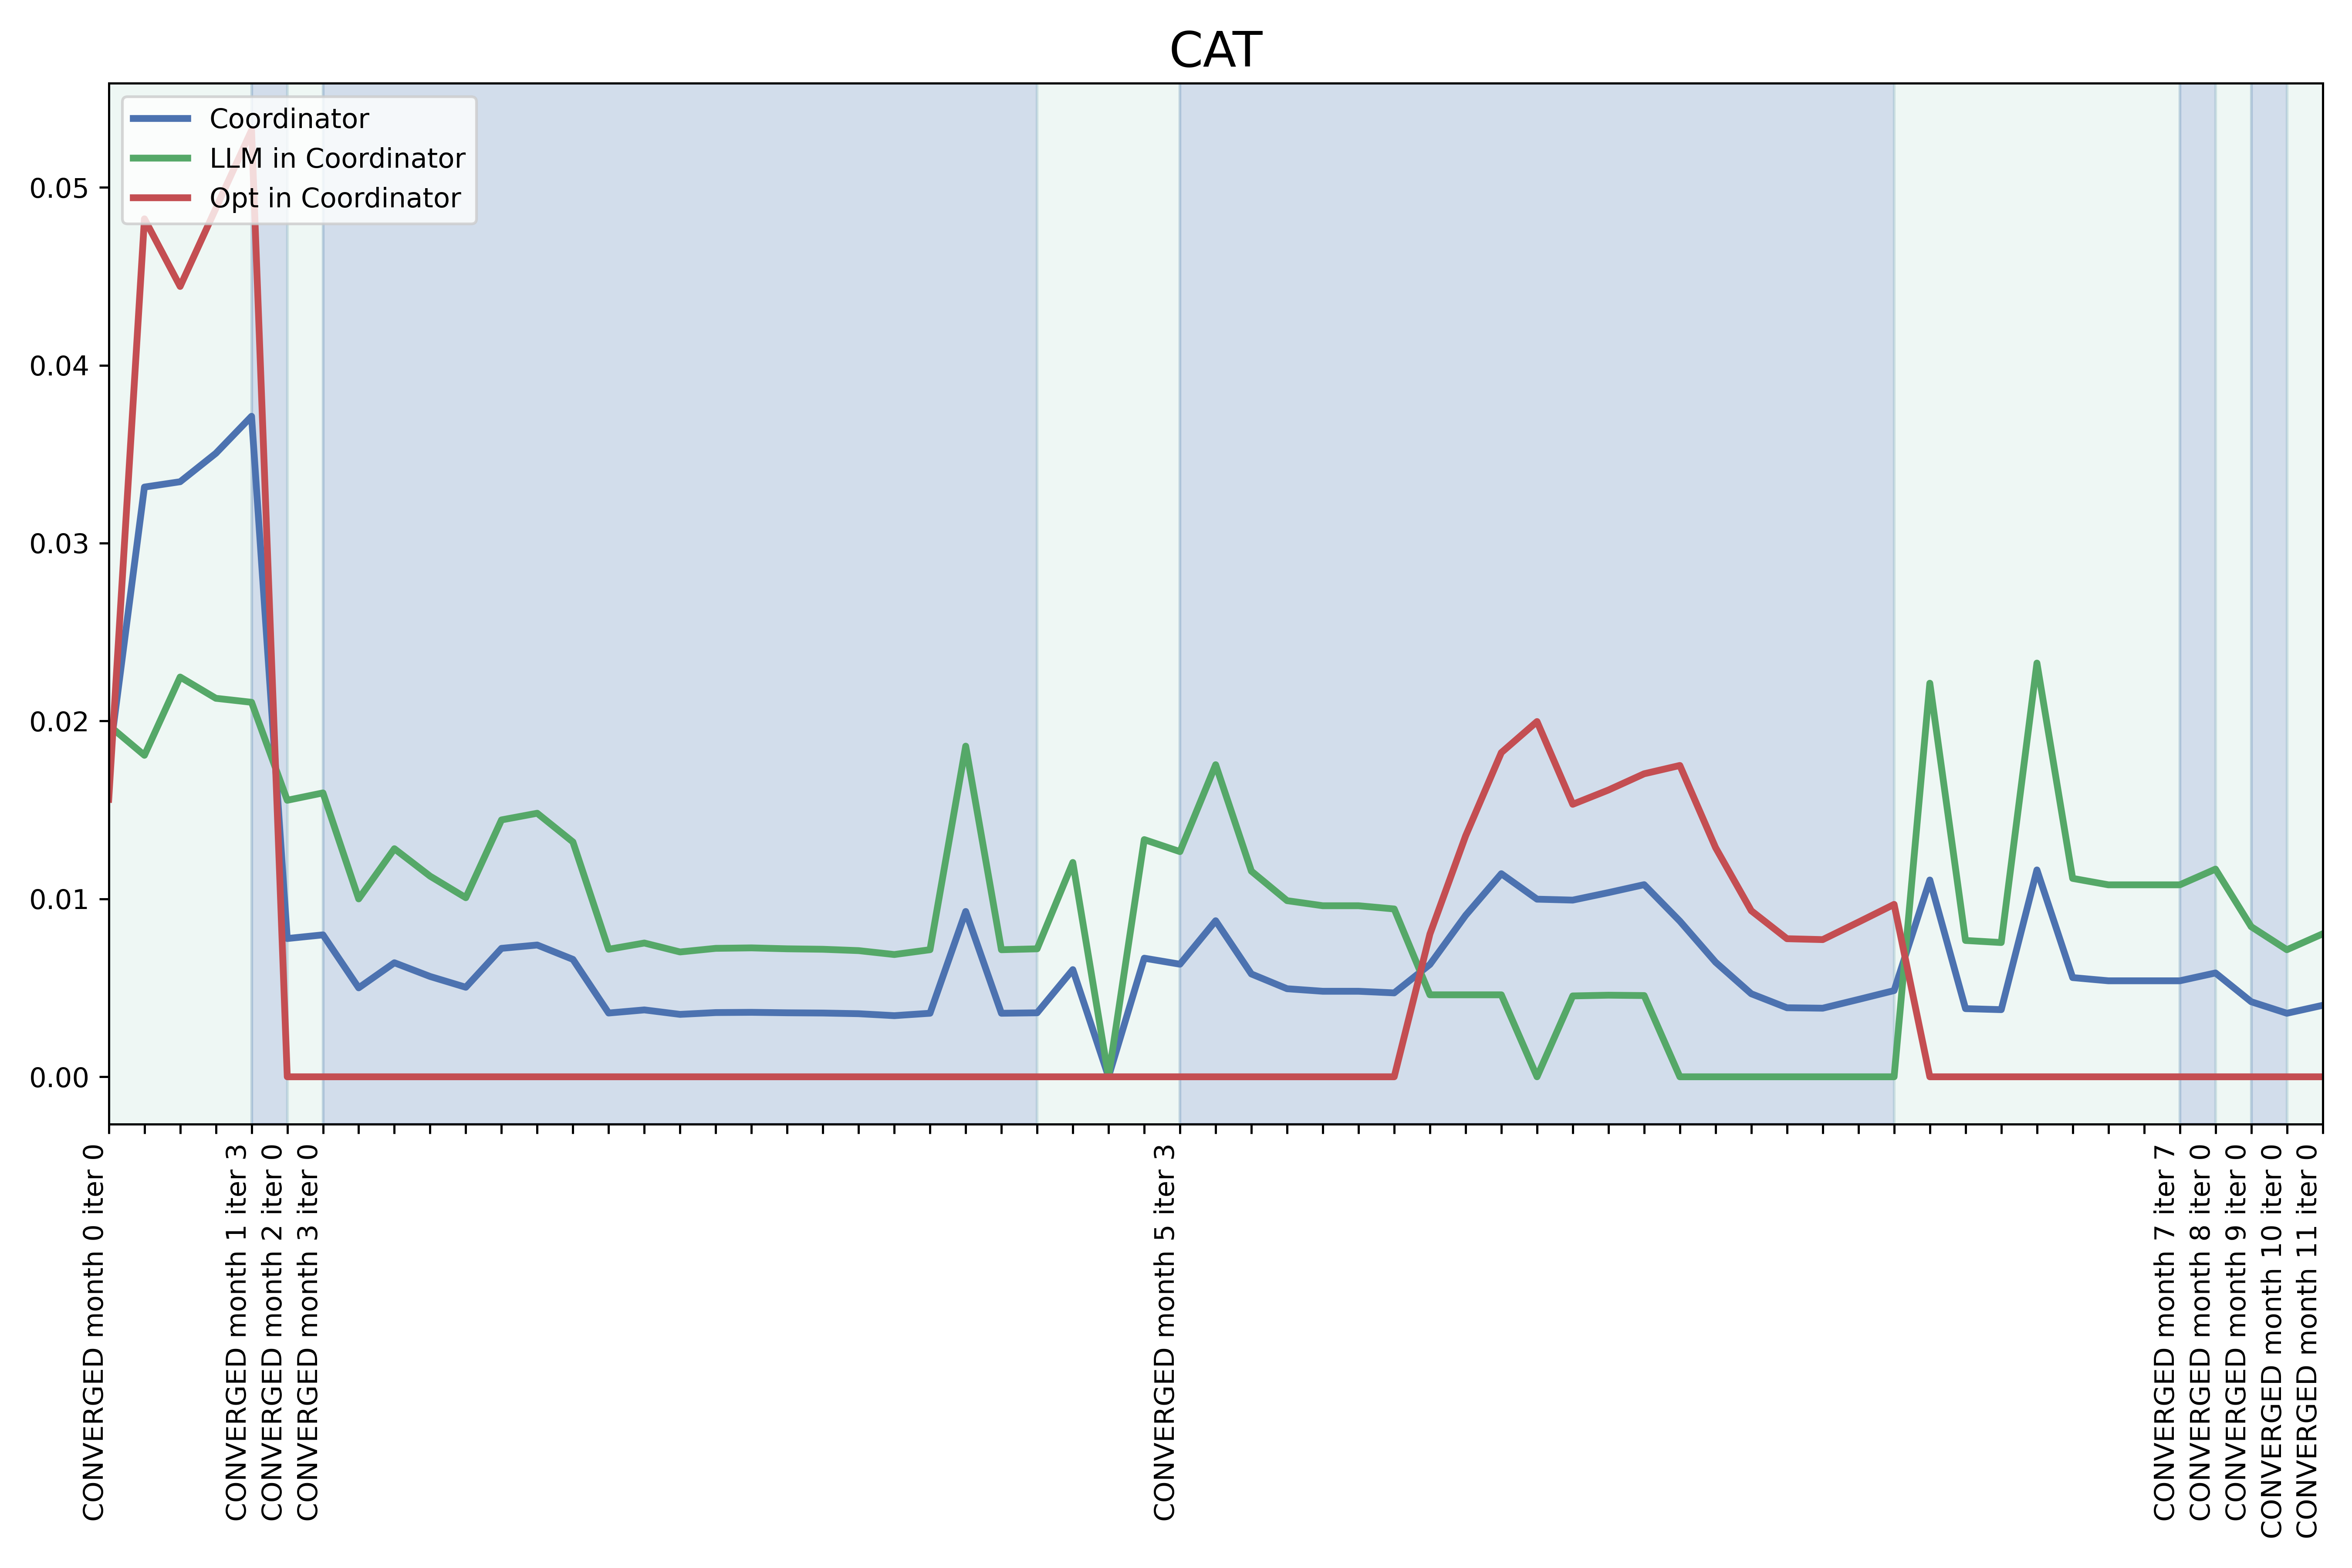 CAT
Coordinator
LLM in Coordinator
Opt in Coordinator
0.05
0.04
0.03
0.02
0.01
0.00
CONVERGED month 0 iter 0
CONVERGED month 1 iter 3
CONVERGED month 2 iter 0
CONVERGED month 3 iter 0
CONVERGED month 5 iter 3
CONVERGED month 7 iter 7
CONVERGED month 8 iter 0
CONVERGED month 9 iter 0
CONVERGED month 10 iter 0
CONVERGED month 11 iter 0